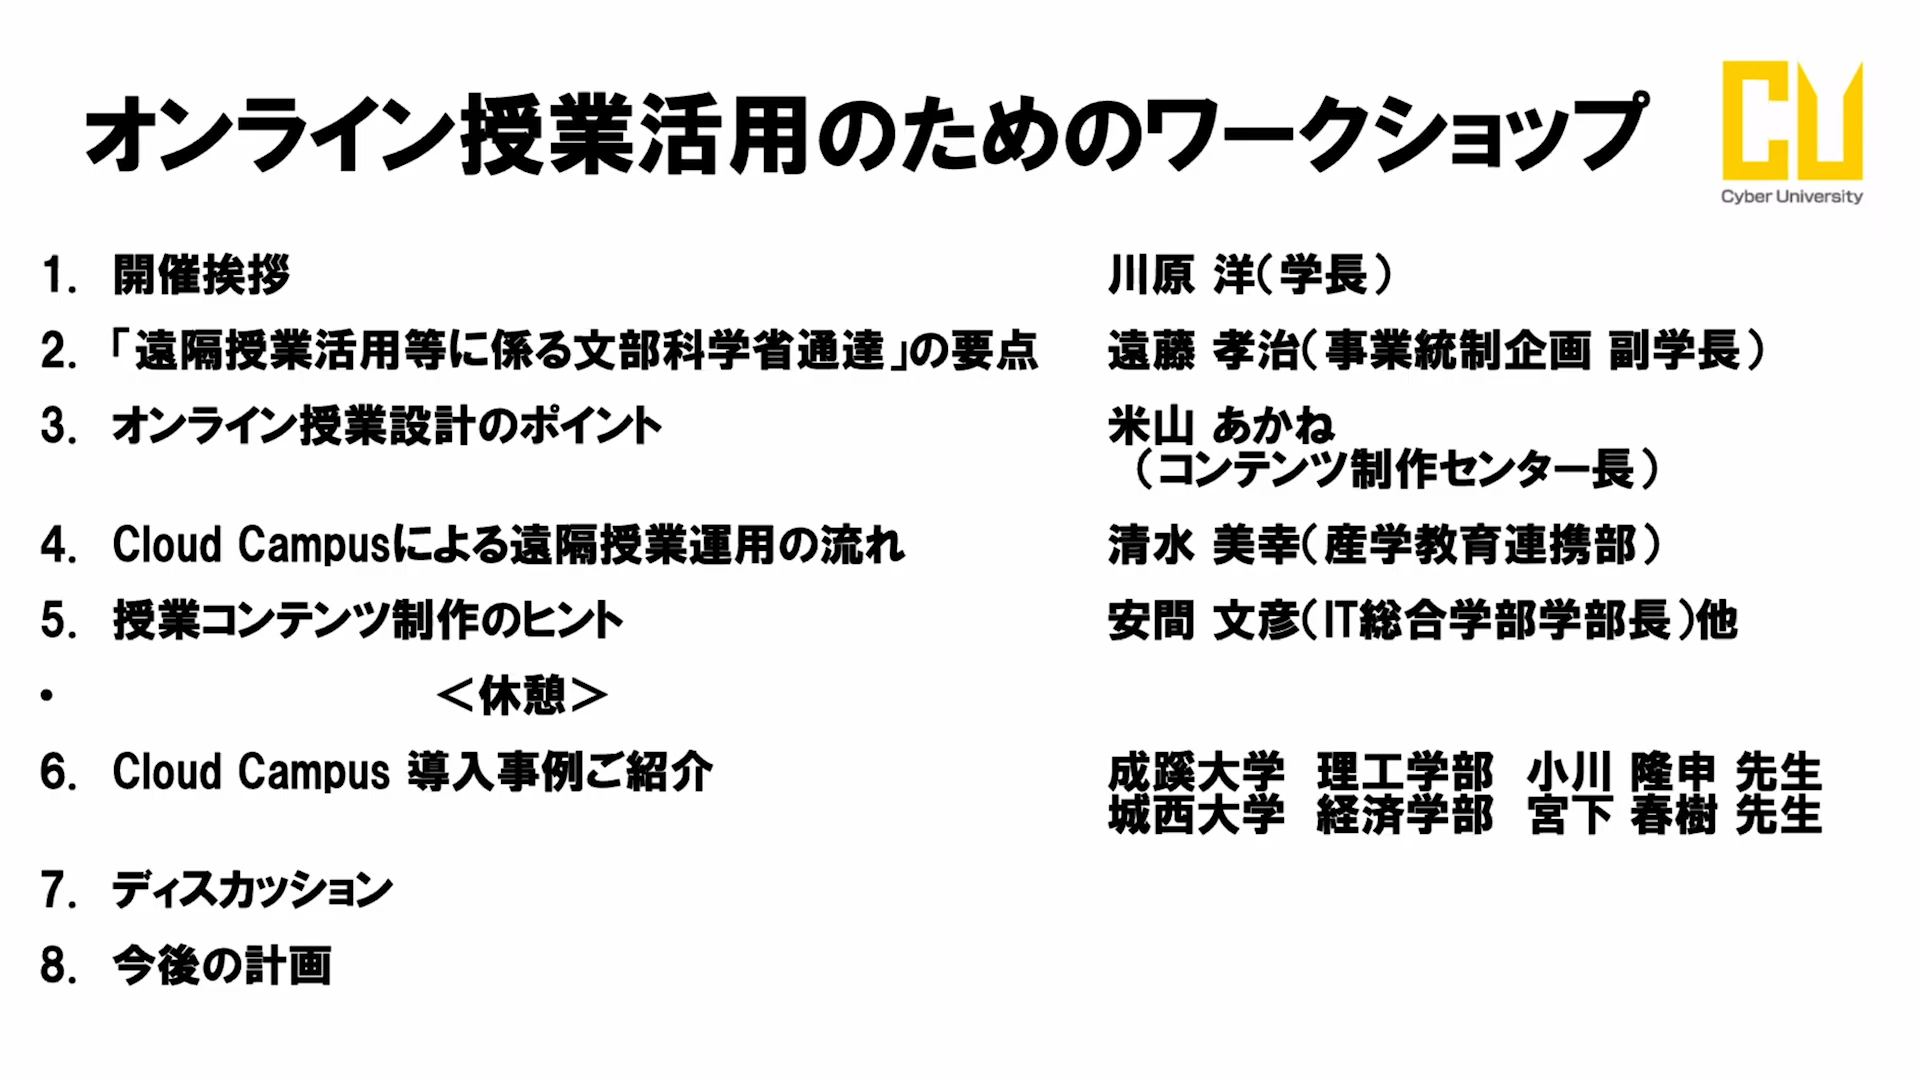 オンライン授業活用のためのワークショップ
CU
Cyber University
1. 開催挨拶 川原 洋(学長)
2. 「遠隔授業活用等に係る文部科学省通達」の要点 遠藤 孝治(事業統制企画 副学長)
3. オンライン授業設計のポイント 米山 あかね
(コンテンツ制作センター長)
4. Cloud Campusによる遠隔授業運用の流れ 清水 美幸(産学教育連携部)
5. 授業コンテンツ制作のヒント 安間 文彦(IT総合学部学部長)他
• <休憩>
6. Cloud Campus 導入事例ご紹介 成蹊大学 理工学部 小川 隆申 先生
城西大学 経済学部 宮下 春樹 先生
7. ディスカッション
8. 今後の計画